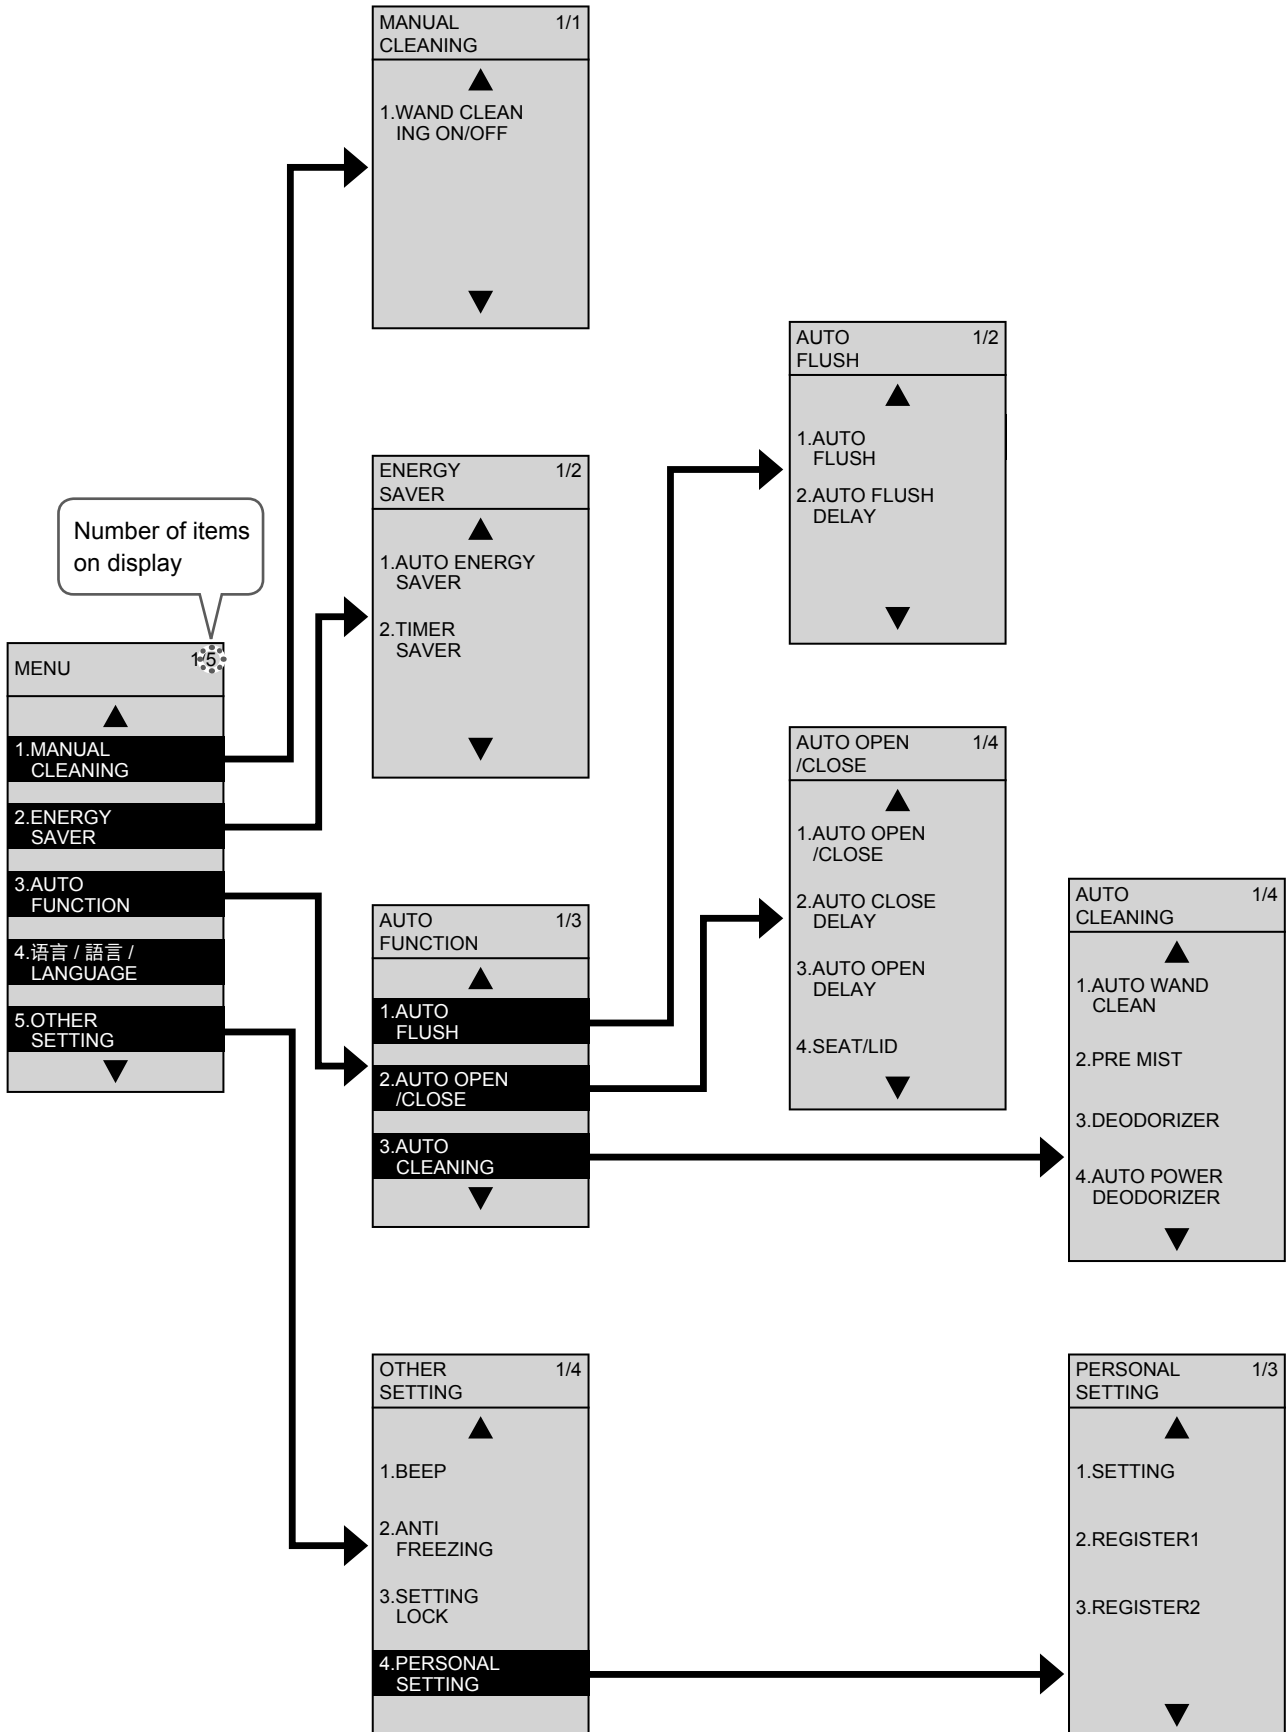 MANUAL 1/1
CLEANING
1.WAND CLEAN
ING ON/OFF
AUTO 1/2
FLUSH
1.AUTO
FLUSH
2.AUTO FLUSH
DELAY
ENERGY 1/2
SAVER
1.AUTO ENERGY
SAVER
2.TIMER
SAVER
Number of items
on display
MENU 1/5
1.MANUAL
CLEANING
2.ENERGY
SAVER
3.AUTO
FUNCTION
4.语言 / 語言 /
LANGUAGE
5.OTHER
SETTING
AUTO OPEN 1/4
/CLOSE
1.AUTO OPEN
/CLOSE
2.AUTO CLOSE
DELAY
3.AUTO OPEN
DELAY
4.SEAT/LID
AUTO 1/3
FUNCTION
1.AUTO
FLUSH
2.AUTO OPEN
/CLOSE
3.AUTO
CLEANING
AUTO 1/4
CLEANING
1.AUTO WAND
CLEAN
2.PRE MIST
3.DEODORIZER
4.AUTO POWER
DEODORIZER
OTHER 1/4
SETTING
1.BEEP
2.ANTI
FREEZING
3.SETTING
LOCK
4.PERSONAL
SETTING
PERSONAL 1/3
SETTING
1.SETTING
2.REGISTER1
3.REGISTER2